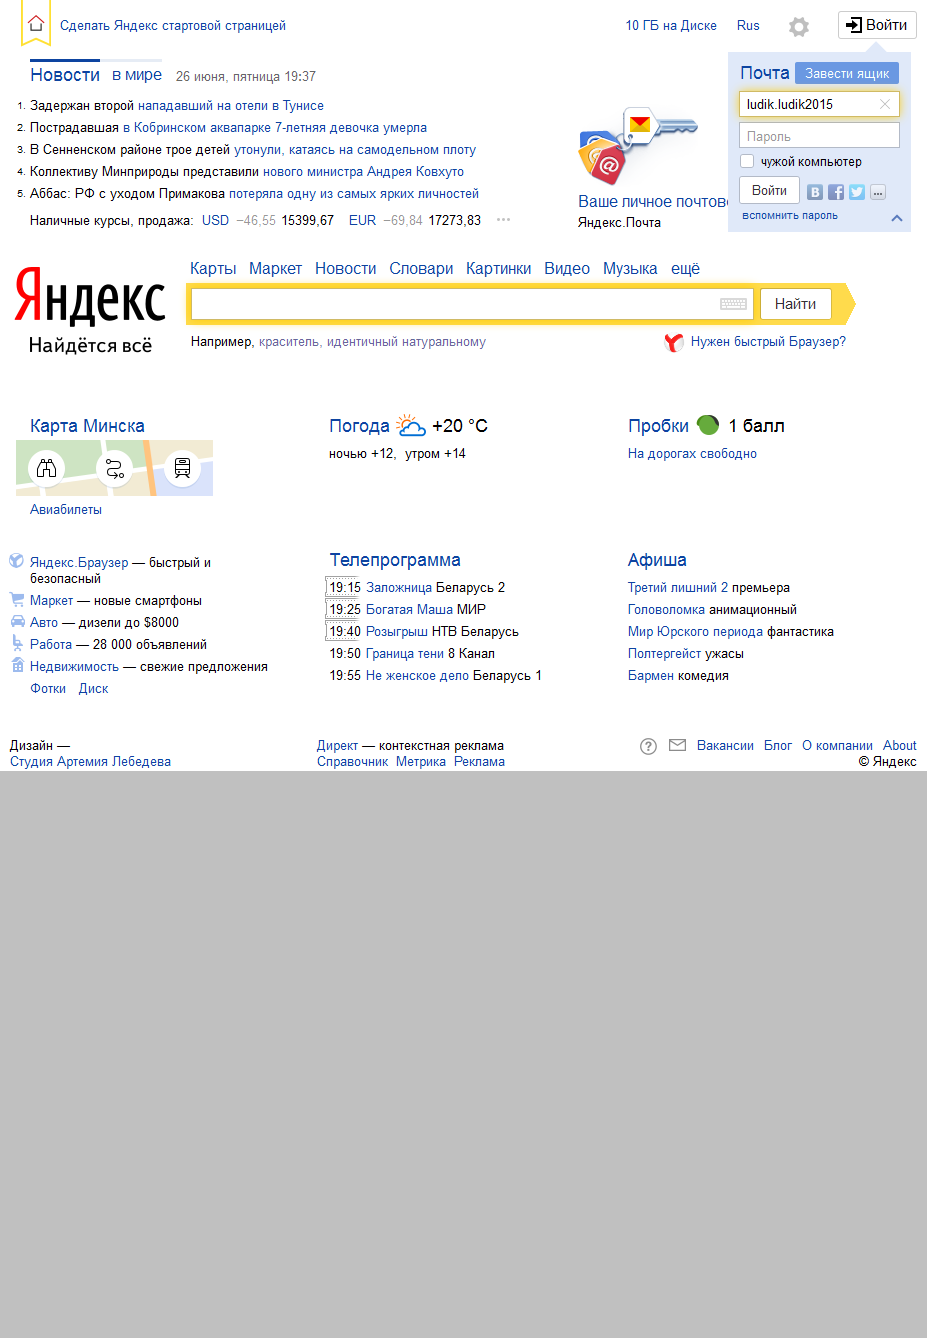 Сделать Яндекс стартовой страницей
10 ГБ на Диске Rus Войти
Новости в мире 26 июня, пятница 19:37
1. Задержан второй нападавший на отели в Тунисе
2. Пострадавшая в Кобринском аквапарке 7-летняя девочка умерла
3. В Сенненском районе трое детей утонули, катаясь на самодельном плоту
4. Коллективу Минприроды представили нового министра Андрея Ковхуто
5. Аббас: РФ с уходом Примакова потеряла одну из самых ярких личностей
Наличные курсы, продажа: USD −46,55 15399,67 EUR −69,84 17273,83
Ваше личное почтово
Яндекс.Почта
Почта Завести ящик
ludik.ludik2015
Пароль
чужой компьютер
Войти
вспомнить пароль
Карты Маркет Новости Словари Картинки Видео Музыка ещё
Яндекс
Найдётся всё
Найти
Например, краситель, идентичный натуральному
Нужен быстрый Браузер?
Карта Минска
Авиабилеты
Погода +20 °C
ночью +12, утром +14
Пробки 1 балл
На дорогах свободно
Яндекс.Браузер — быстрый и
безопасный
Маркет — новые смартфоны
Авто — дизели до $8000
Работа — 28 000 объявлений
Недвижимость — свежие предложения
Фотки Диск
Телепрограмма
19:15 Заложница Беларусь 2
19:25 Богатая Маша МИР
19:40 Розыгрыш НТВ Беларусь
19:50 Граница тени 8 Канал
19:55 Не женское дело Беларусь 1
Афиша
Третий лишний 2 премьера
Головоломка анимационный
Мир Юрского периода фантастика
Полтергейст ужасы
Бармен комедия
Дизайн —
Студия Артемия Лебедева
Директ — контекстная реклама
Справочник Метрика Реклама
Вакансии Блог О компании About
© Яндекс